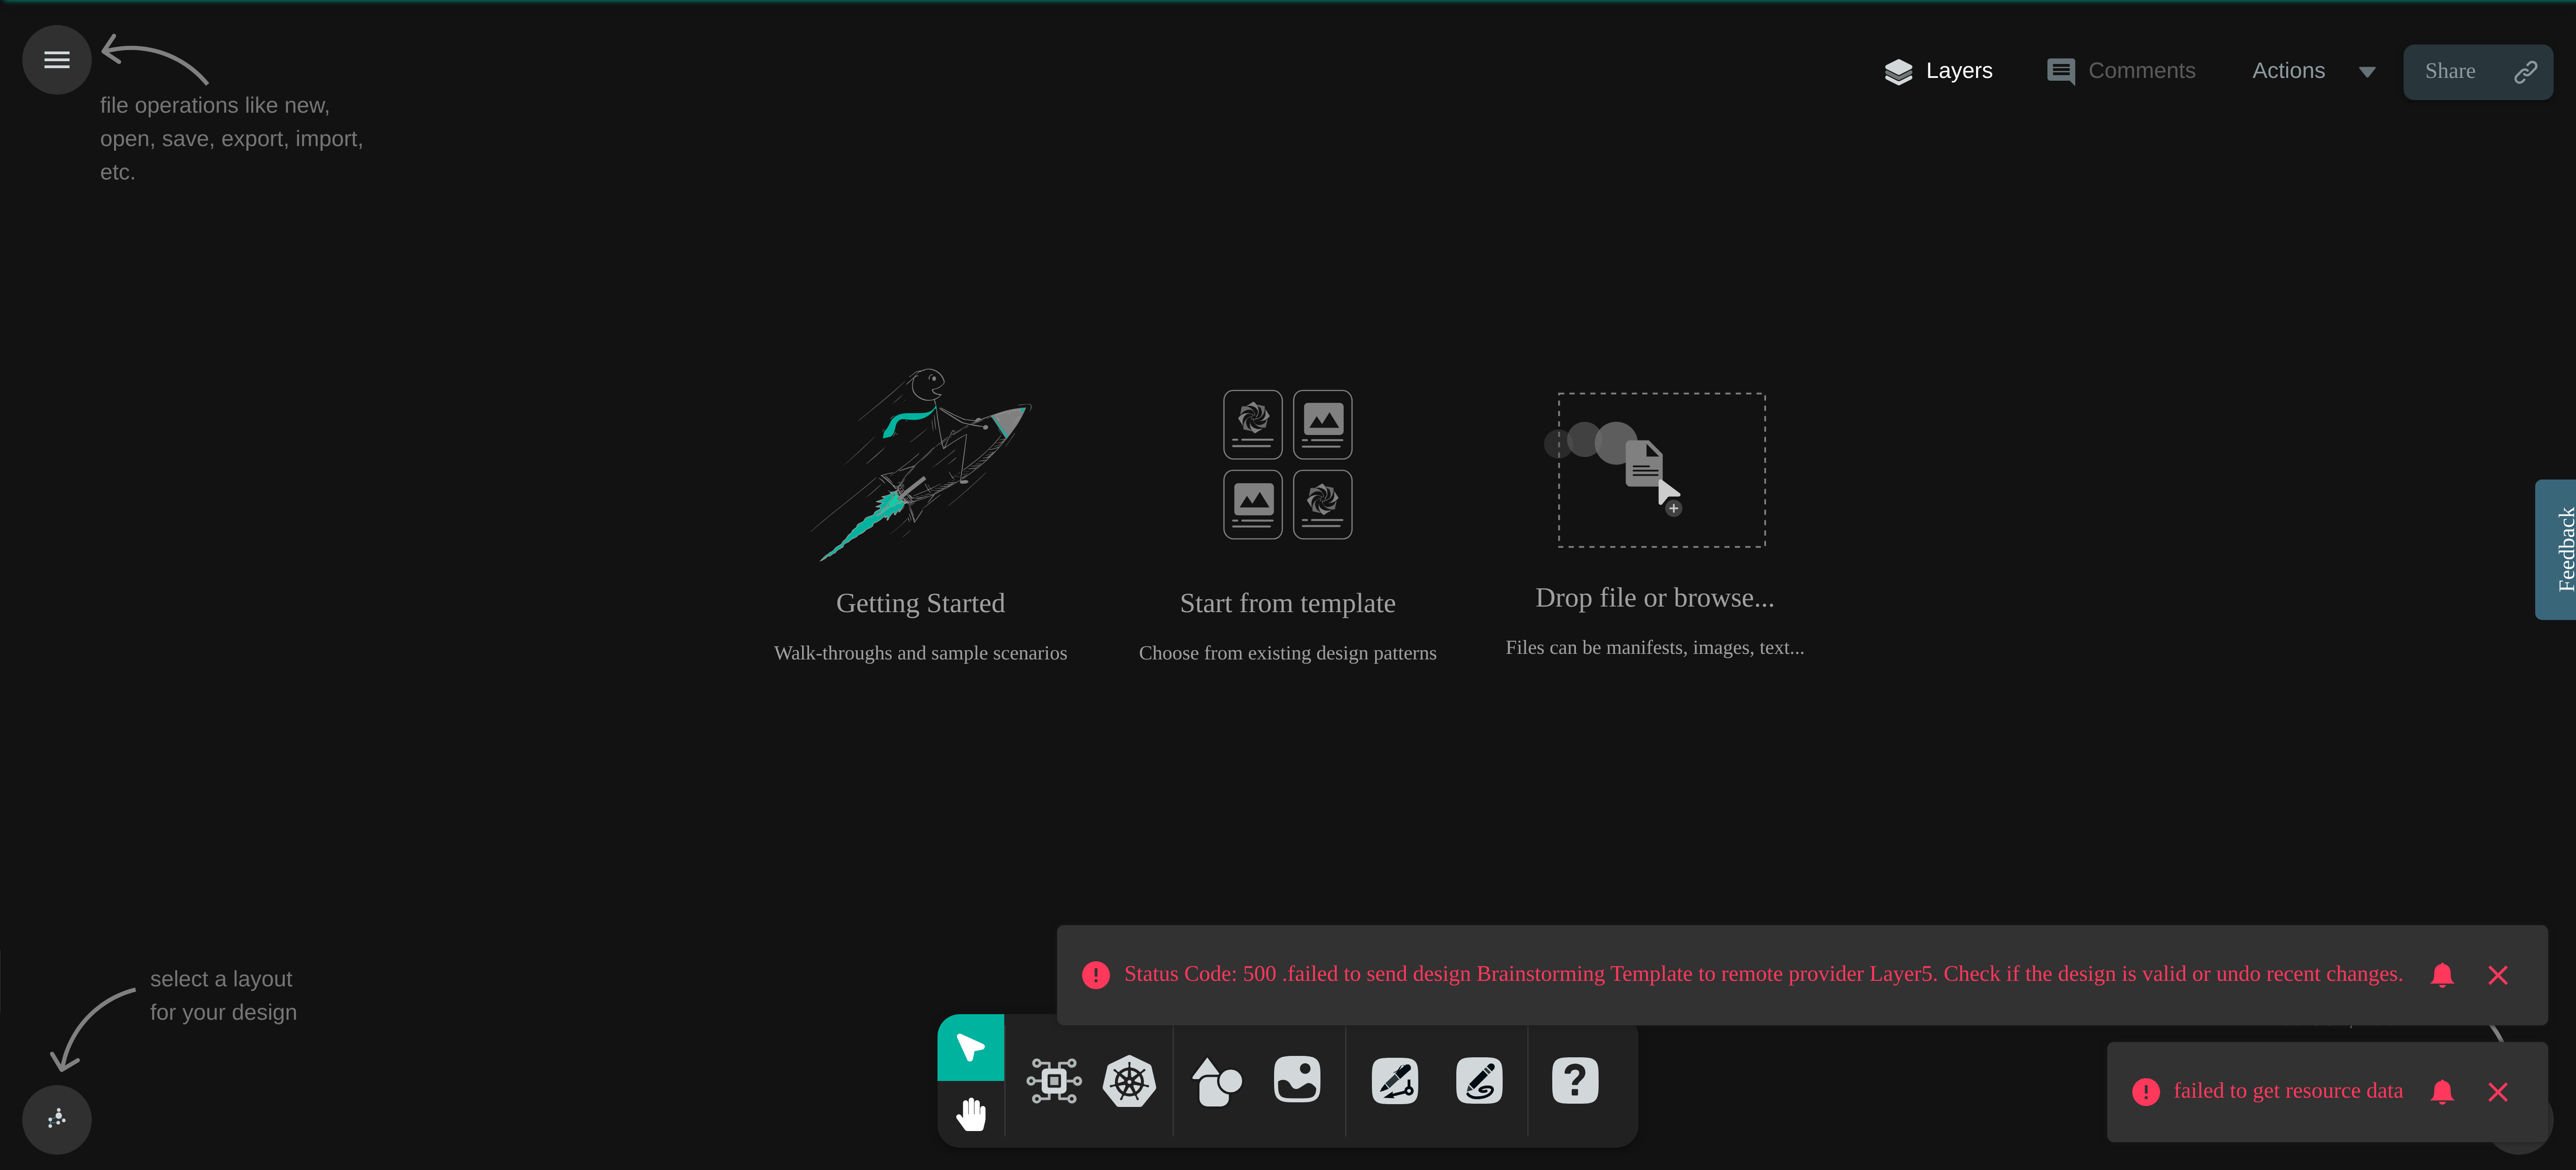 file operations like new,
open, save, export, import,
etc.
Layers
Comments
Actions
Share
Getting Started
Walk-throughs and sample scenarios
Start from template
Choose from existing design patterns
Drop file or browse...
Files can be manifests, images, text...
Feedback
select a layout
for your design
Status Code: 500 .failed to send design Brainstorming Template to remote provider Layer5. Check if the design is valid or undo recent changes.
failed to get resource data